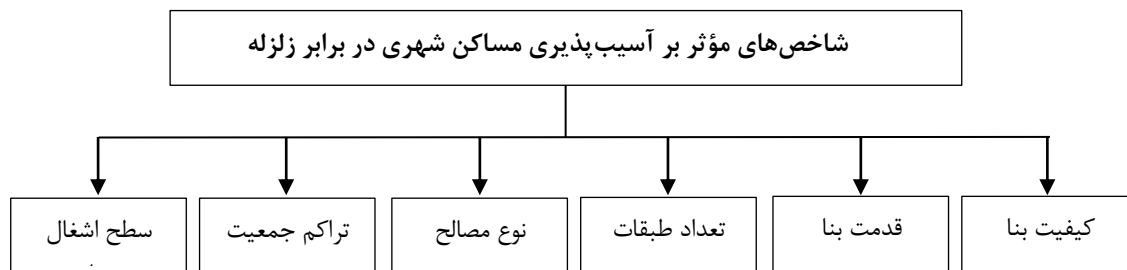 شاخص‌های مؤثر بر آسیب‌پذیری مساکن شهری در برابر زلزله
کیفیت بنا
قدمت بنا
تعداد طبقات
نوع مصالح
تراکم جمعیت
سطح اشغال